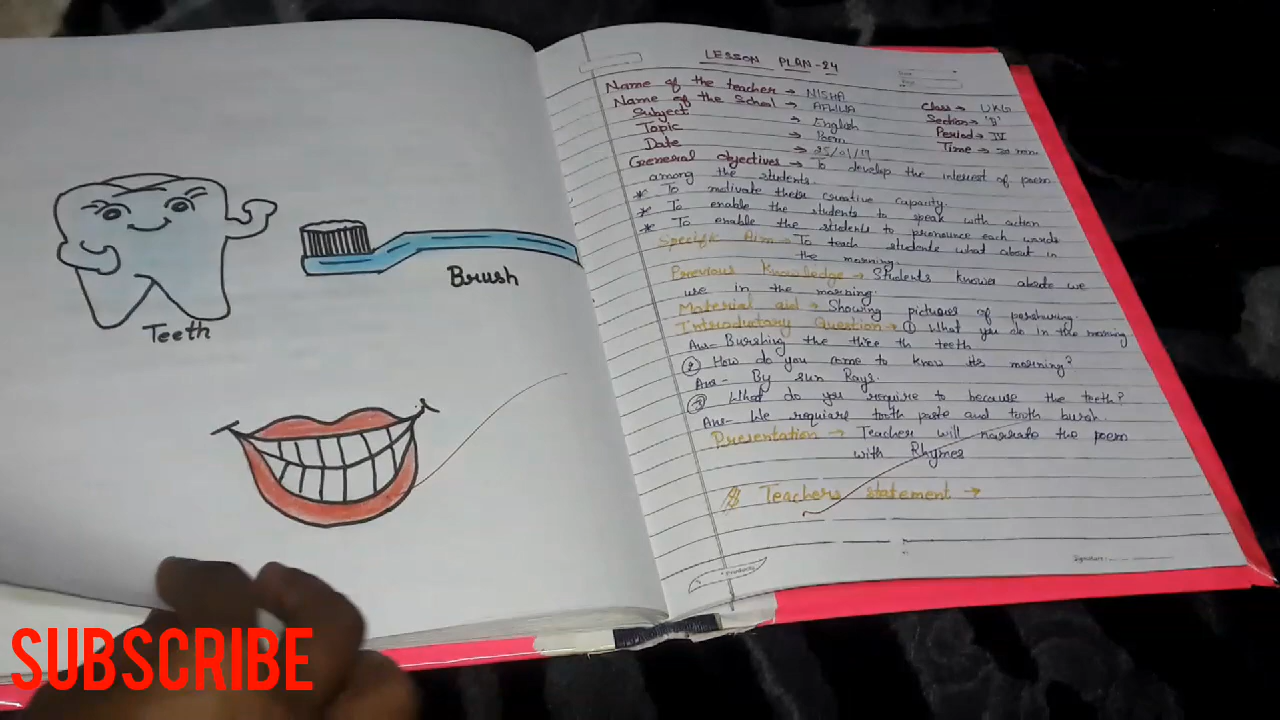 Teeth
Brush
LESSON PLAN-24
Name of the teacher → NISHA
Name of the School →
Class → UKG
Subject → English
Section → 'B'
Topic → Poem
Period → IV
Date → 25/01/19
Time → 20 min.
General objectives → To develop the interest of poem
among the students.
* To motivate their creative capacity.
* To enable the students to speak with action
* To enable the students to pronounce each words
Specific Aim → To teach students what about in
the morning.
Previous Knowledge → Students knows abote we
use in the morning.
Material aid → Showing pictures of
Introductory Question → ① What you do in the morning
Ans- Burshing the thire th teeth
② How do you come to know its morning?
Ans- By sun Rays.
③ What do you require to because the teeth?
Ans- We requiare tooth paste and tooth bursh.
Presentation → Teacher will narrate the poem
with Rhymes
Teachers statement →
Signature
SUBSCRIBE